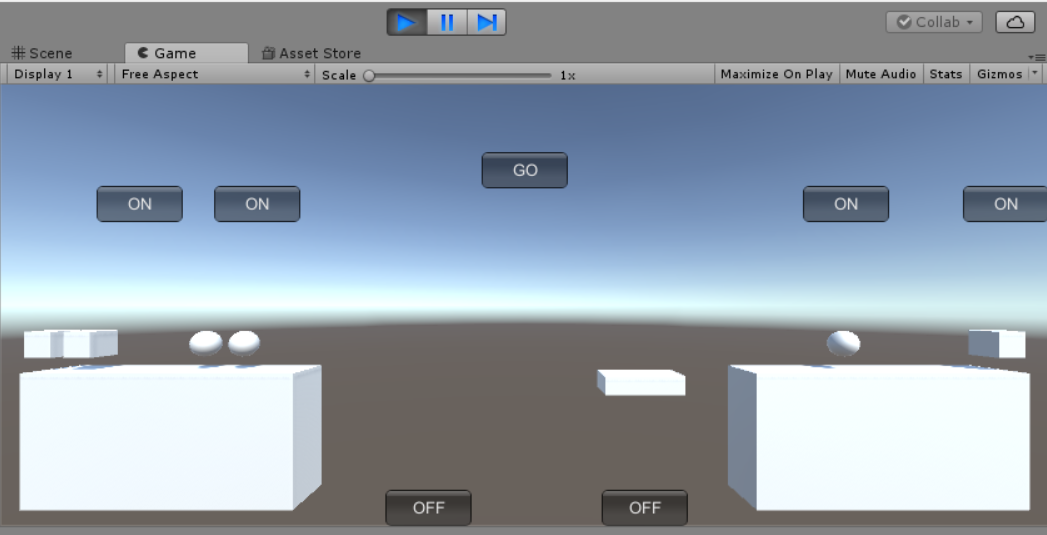 Collab
Scene Game Asset Store
Display 1 Free Aspect Scale 1x Maximize On Play Mute Audio Stats Gizmos
GO
ON ON ON ON
OFF OFF